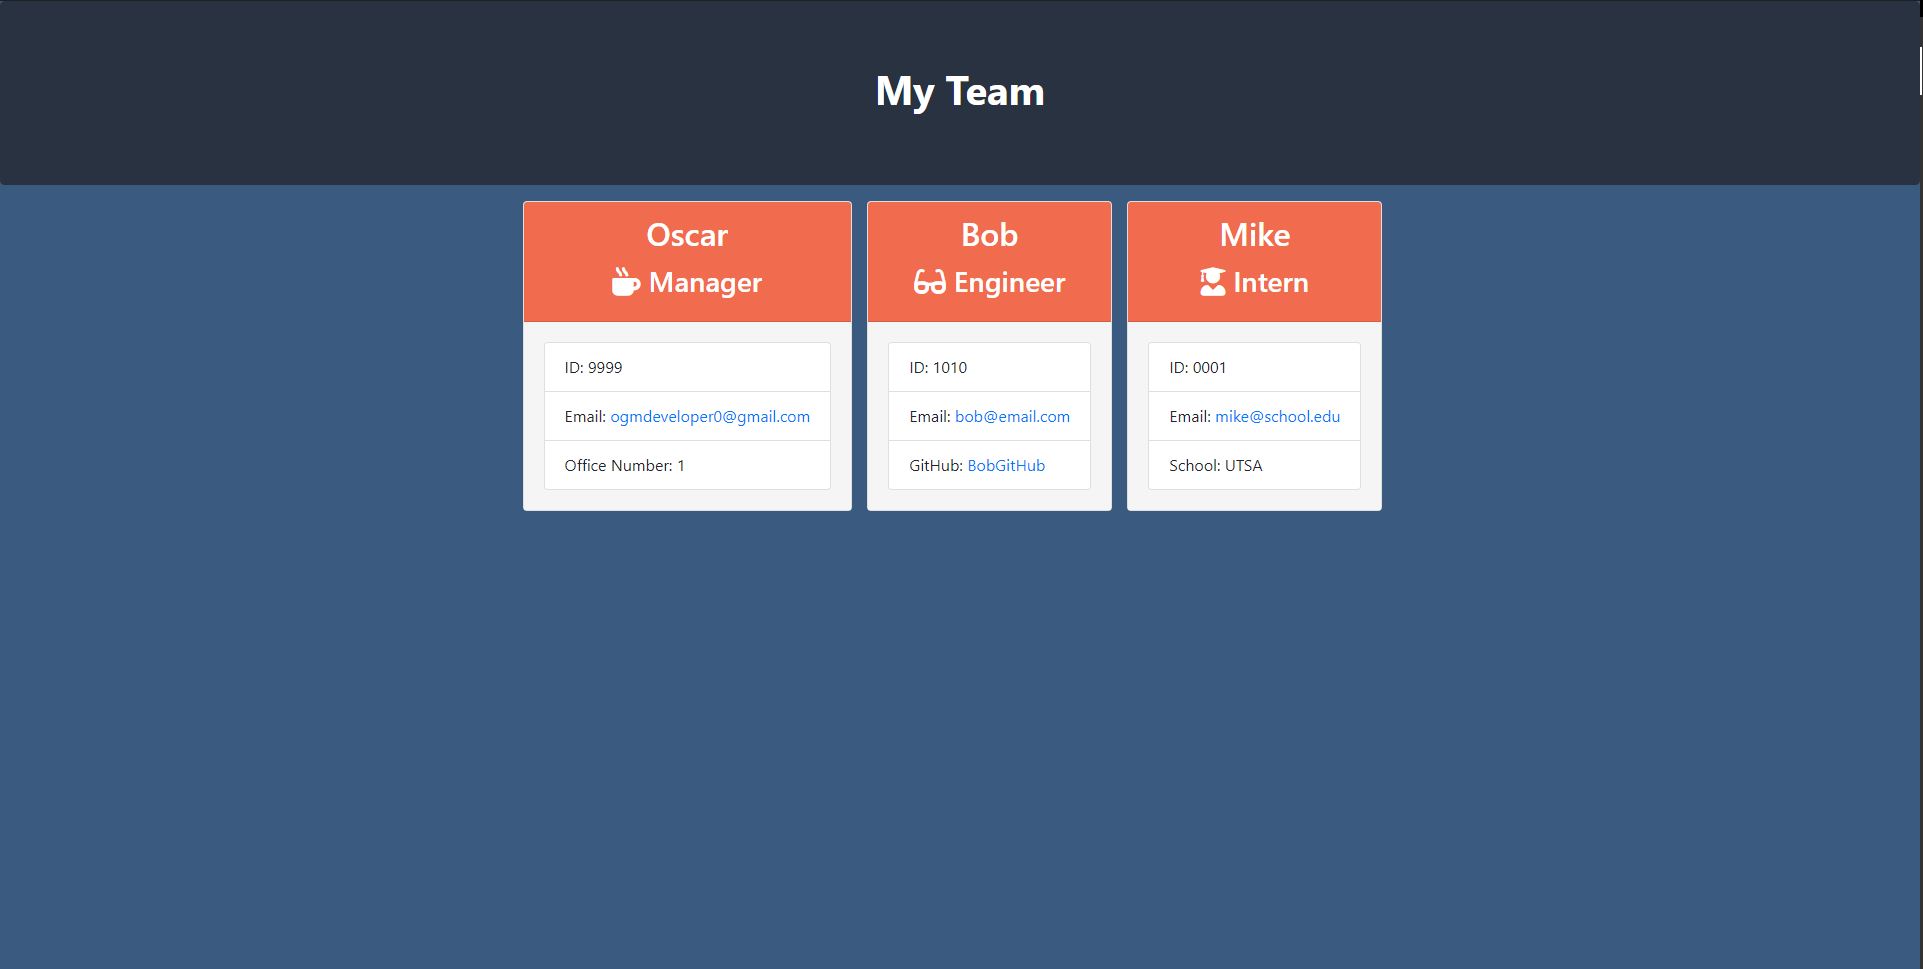 My Team
Oscar
Manager
ID: 9999
Email: ogmdeveloper0@gmail.com
Office Number: 1
Bob
Engineer
ID: 1010
Email: bob@email.com
GitHub: BobGitHub
Mike
Intern
ID: 0001
Email: mike@school.edu
School: UTSA